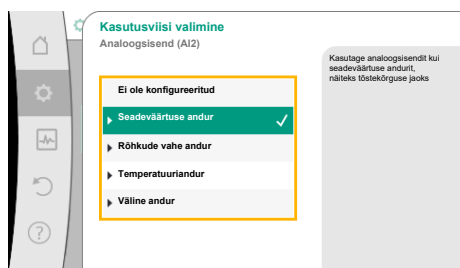 Kasutusviisi valimine
Analoogsisend (AI2)
Ei ole konfigureeritud
Seadeväärtuse andur
Rõhkude vahe andur
Temperatuuriandur
Väline andur
Kasutage analoogsisendit kui
seadeväärtuse andurit,
näiteks tõstekõrguse jaoks